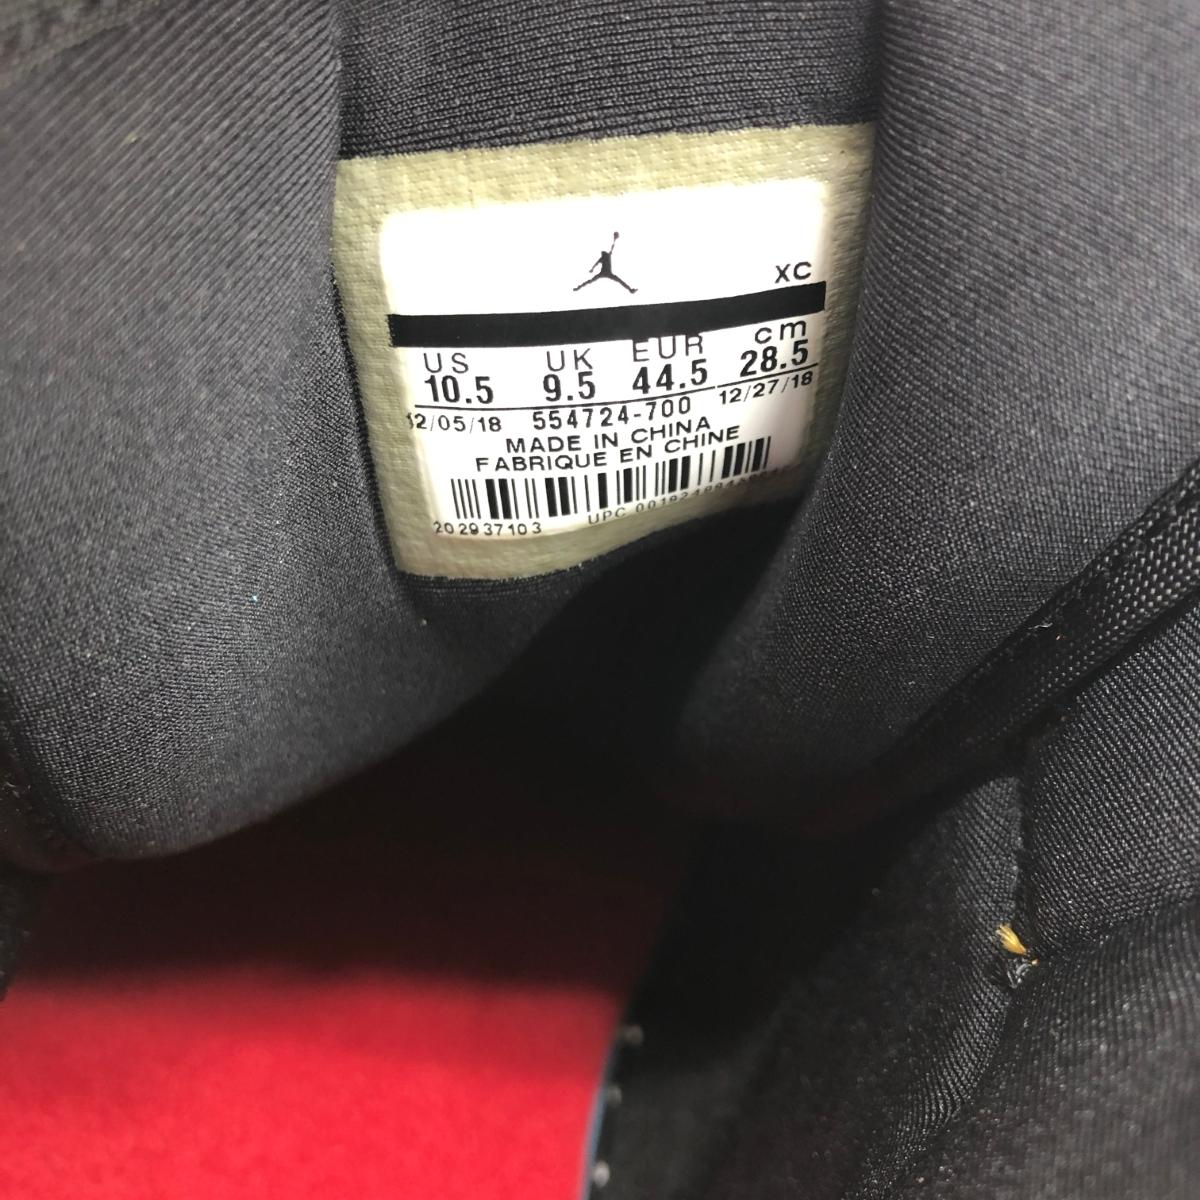 XC
US UK EUR cm
10.5 9.5 44.5 28.5
12/05/18 554724-700 12/27/18
MADE IN CHINA
FABRIQUE EN CHINE
202937103 UPC